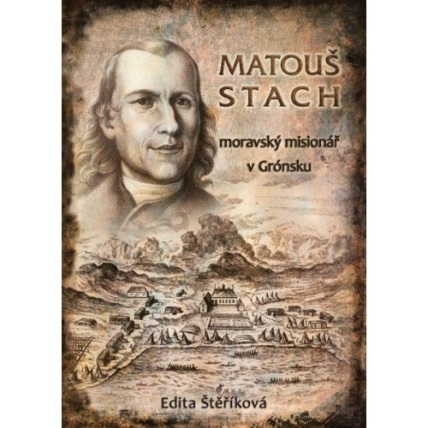 MATOUŠ
STACH
moravský misionář
v Grónsku
Edita Štěříková